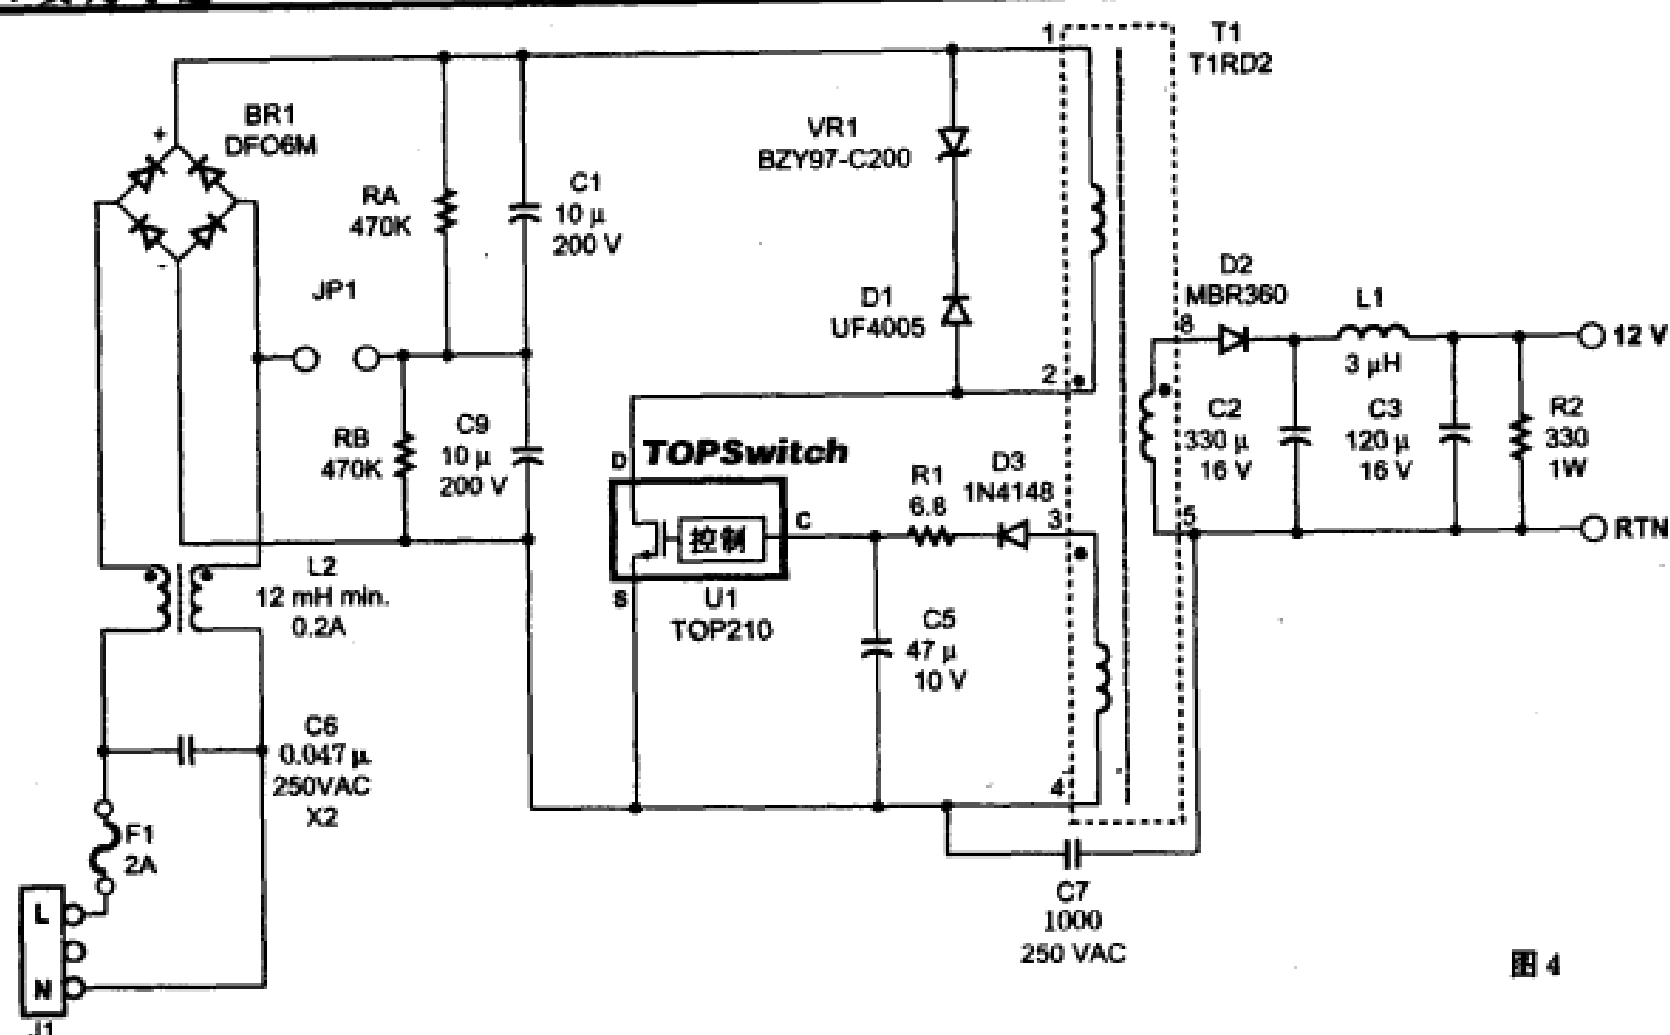 1
T1
T1RD2
BR1
DFO6M
+
VR1
BZY97-C200
C1
10 μ
200 V
RA
470K
-
JP1
D1
UF4005
D2
MBR360
L1
8
12 V
3 μH
2
C2
330 μ
16 V
C3
120 μ
16 V
R2
330
1W
RB
470K
C9
10 μ
200 V
D
TOPSwitch
R1
6.8
D3
1N4148
3
C
控制
5
RTN
S
U1
TOP210
L2
12 mH min.
0.2A
C5
47 μ
10 V
C6
0.047 μ
250VAC
X2
4
F1
2A
C7
1000
250 VAC
L
N
J1
图 4